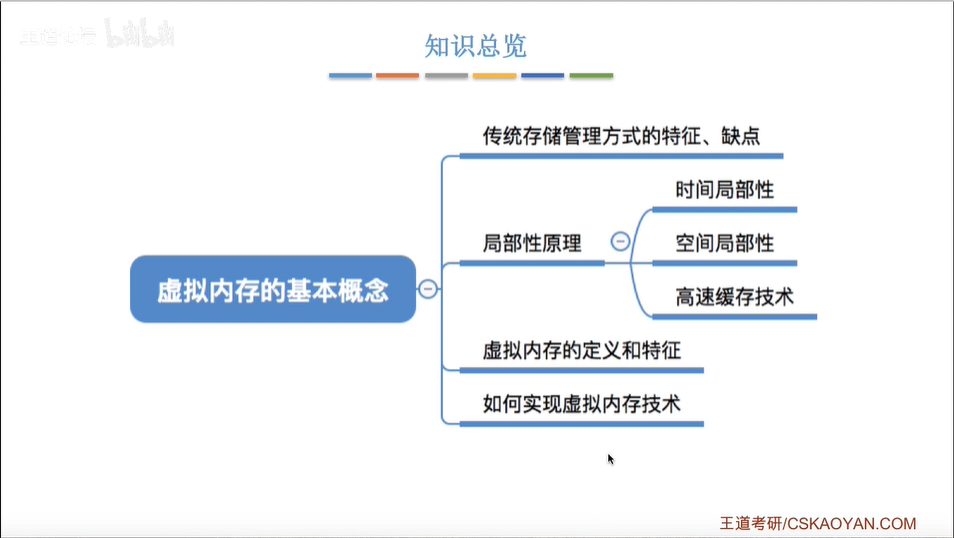 王道考研 bilibili
知识总览
传统存储管理方式的特征、缺点
时间局部性
局部性原理
空间局部性
高速缓存技术
虚拟内存的基本概念
虚拟内存的定义和特征
如何实现虚拟内存技术
王道考研/CSKAOYAN.COM